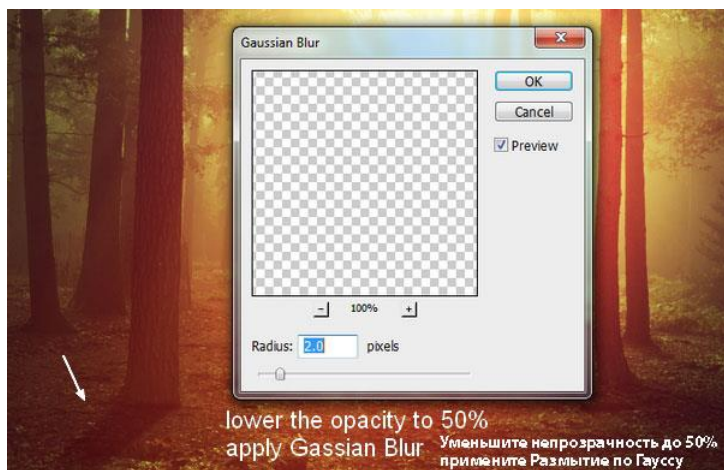 Gaussian Blur
OK
Cancel
Preview
100%
Radius: 2.0 pixels
lower the opacity to 50%
apply Gassian Blur
Уменьшите непрозрачность до 50%
примените Размытие по Гауссу